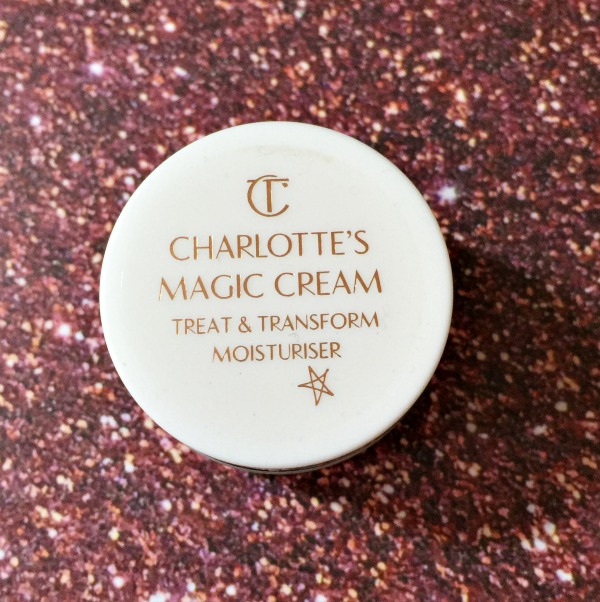 CT
CHARLOTTE'S
MAGIC CREAM
TREAT & TRANSFORM
MOISTURISER